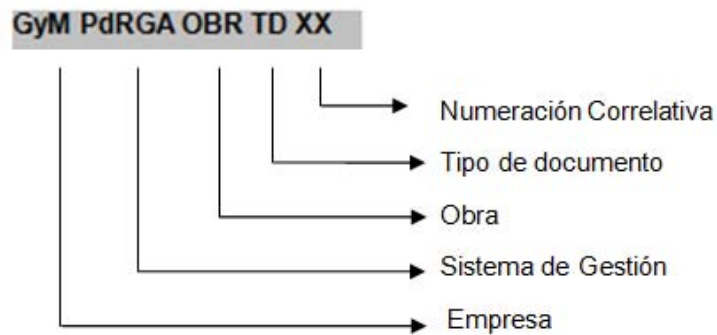 GyM PdRGA OBR TD XX
Numeración Correlativa
Tipo de documento
Obra
Sistema de Gestión
Empresa